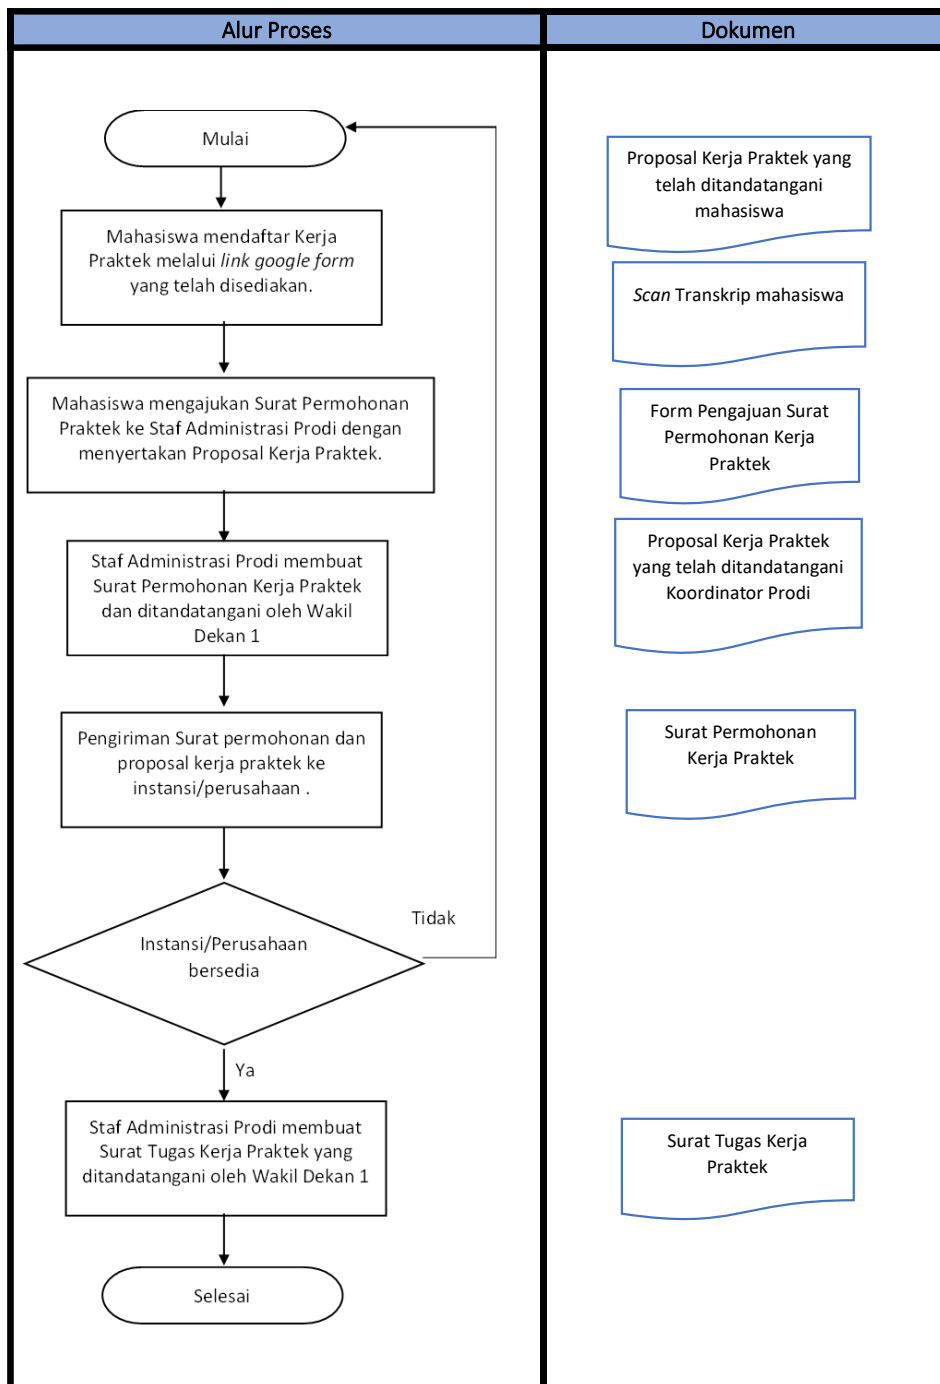 Alur Proses
Dokumen
Mulai
Mahasiswa mendaftar Kerja
Praktek melalui link google form
yang telah disediakan.
Mahasiswa mengajukan Surat Permohonan
Praktek ke Staf Administrasi Prodi dengan
menyertakan Proposal Kerja Praktek.
Staf Administrasi Prodi membuat
Surat Permohonan Kerja Praktek
dan ditandatangani oleh Wakil
Dekan 1
Pengiriman Surat permohonan dan
proposal kerja praktek ke
instansi/perusahaan .
Instansi/Perusahaan
bersedia
Tidak
Ya
Staf Administrasi Prodi membuat
Surat Tugas Kerja Praktek yang
ditandatangani oleh Wakil Dekan 1
Selesai
Proposal Kerja Praktek yang
telah ditandatangani
mahasiswa
Scan Transkrip mahasiswa
Form Pengajuan Surat
Permohonan Kerja
Praktek
Proposal Kerja Praktek
yang telah ditandatangani
Koordinator Prodi
Surat Permohonan
Kerja Praktek
Surat Tugas Kerja
Praktek